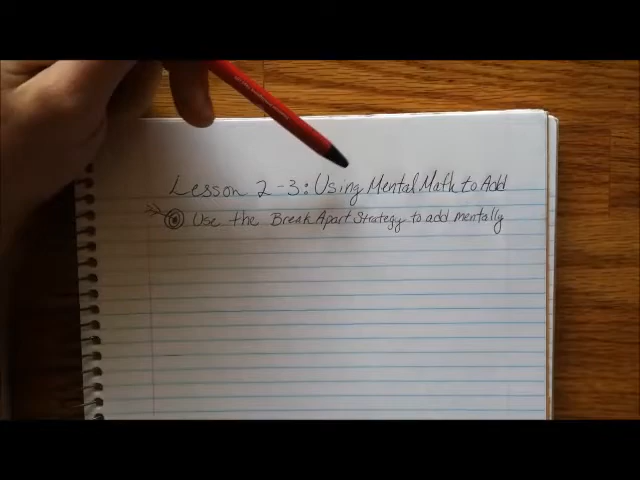 Lesson 2-3: Using Mental Math to Add
Use the Break Apart Strategy to add mentally